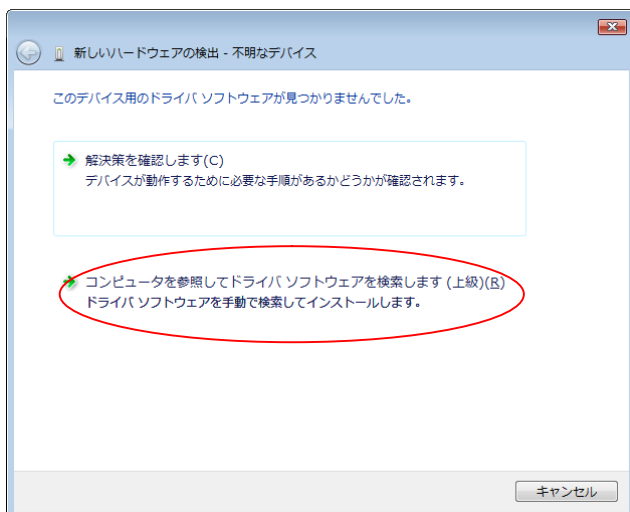 新しいハードウェアの検出 - 不明なデバイス
このデバイス用のドライバ ソフトウェアが見つかりませんでした。
解決策を確認します(C)
デバイスが動作するために必要な手順があるかどうかが確認されます。
コンピュータを参照してドライバ ソフトウェアを検索します (上級)(R)
ドライバ ソフトウェアを手動で検索してインストールします。
キャンセル